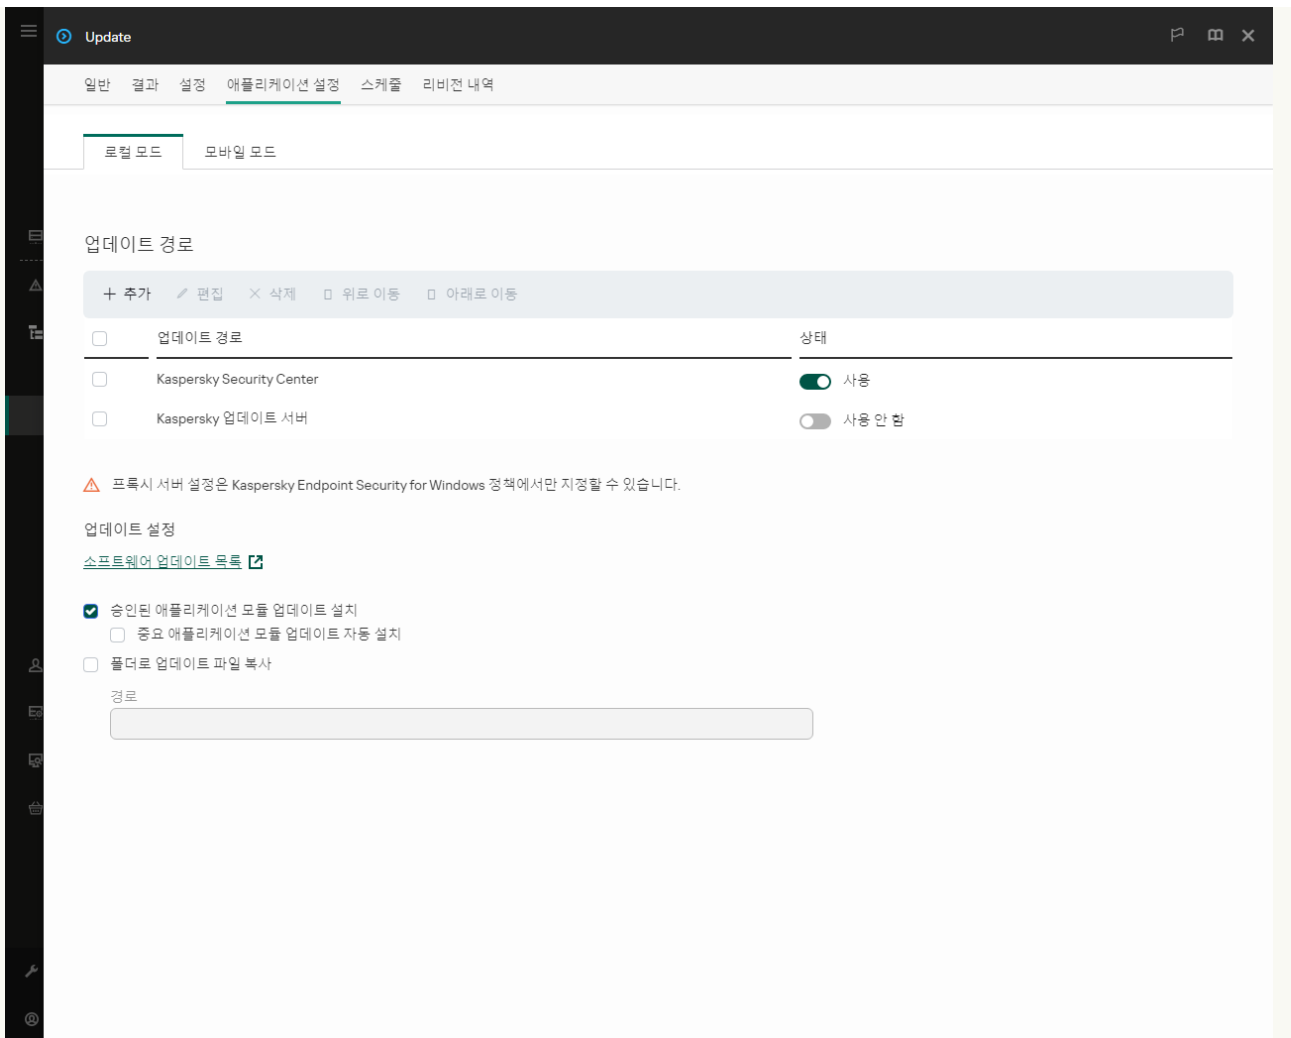 Update
일반 결과 설정 애플리케이션 설정 스케줄 리비전 내역
로컬 모드 모바일 모드
업데이트 경로
추가 편집 삭제 위로 이동 아래로 이동
업데이트 경로 상태
Kaspersky Security Center 사용
Kaspersky 업데이트 서버 사용 안 함
프록시 서버 설정은 Kaspersky Endpoint Security for Windows 정책에서만 지정할 수 있습니다.
업데이트 설정
소프트웨어 업데이트 목록
승인된 애플리케이션 모듈 업데이트 설치
중요 애플리케이션 모듈 업데이트 자동 설치
폴더로 업데이트 파일 복사
경로